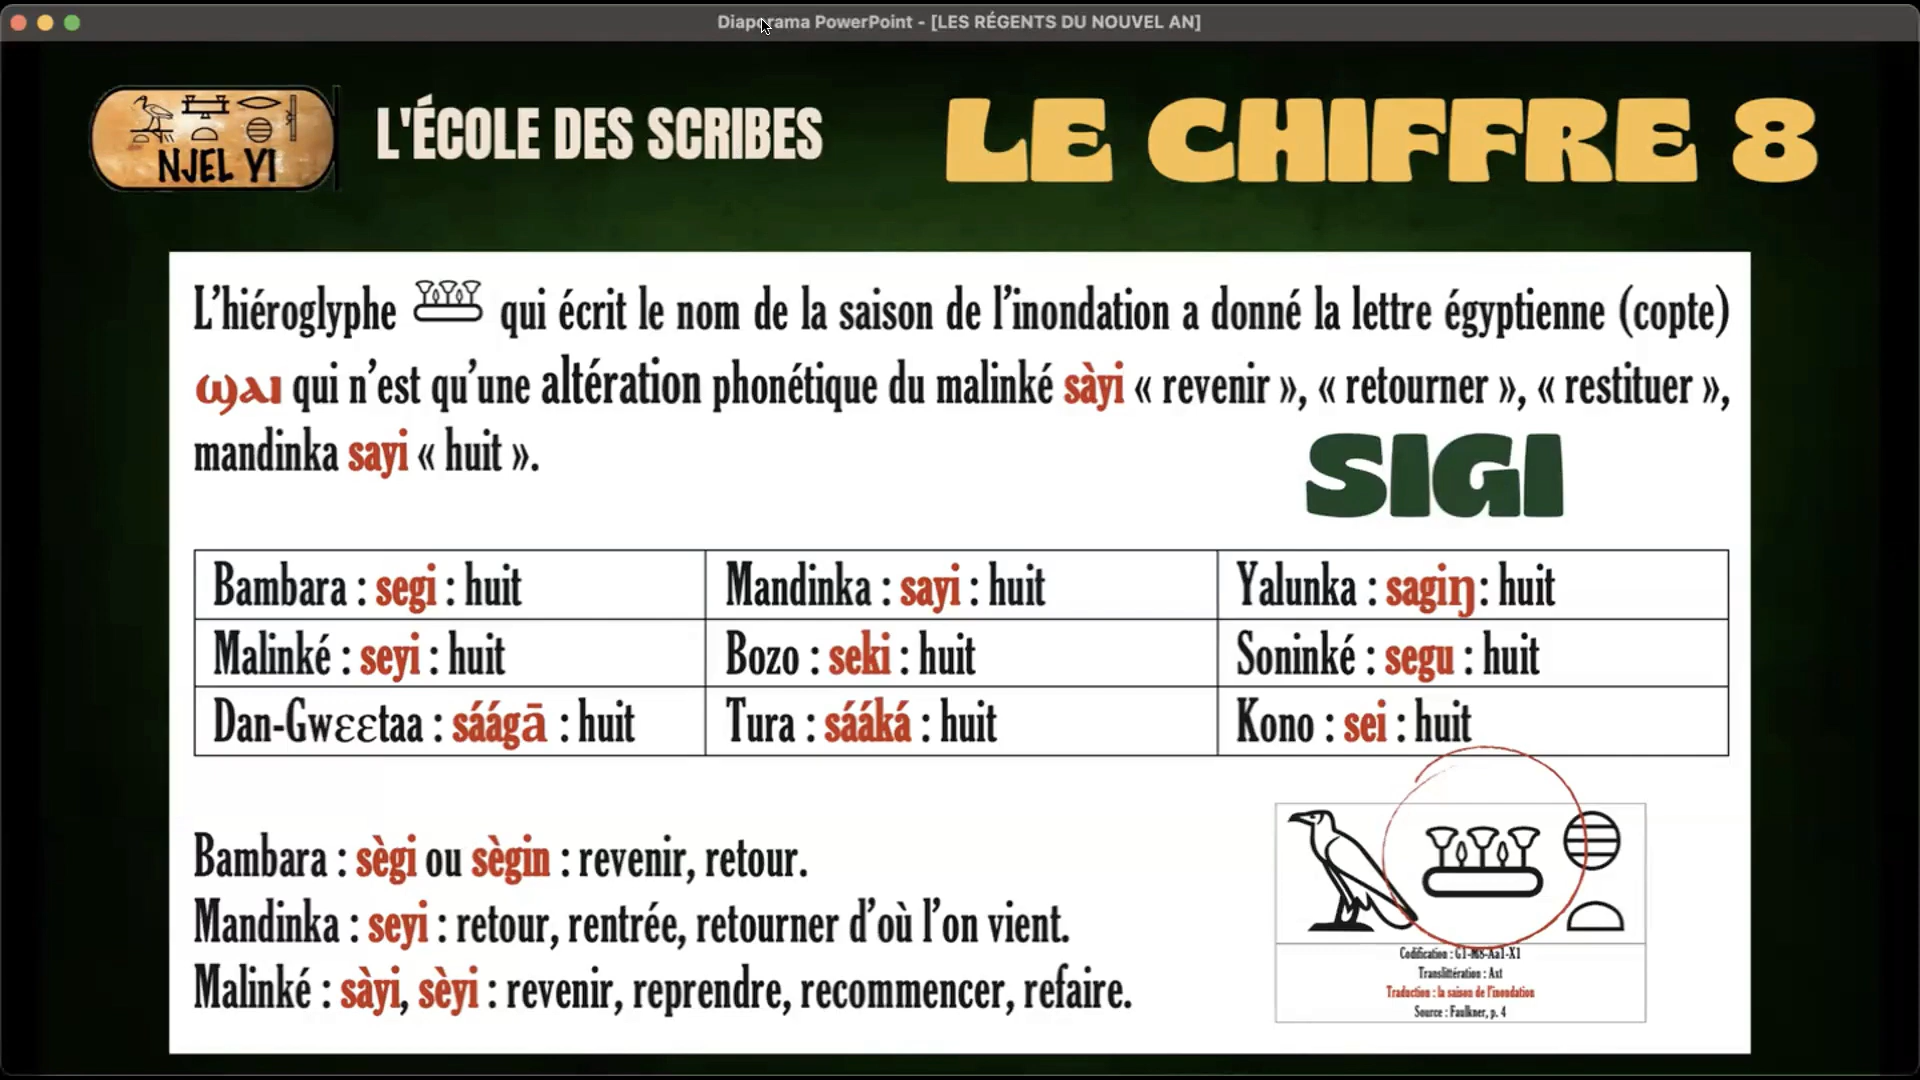 Diaporama PowerPoint - [LES RÉGENTS DU NOUVEL AN]
NJEL YI
L'ÉCOLE DES SCRIBES
LE CHIFFRE 8
L'hiéroglyphe 𓆷 qui écrit le nom de la saison de l'inondation a donné la lettre égyptienne (copte)
ϣⲁⲓ qui n'est qu'une altération phonétique du malinké sàyi « revenir », « retourner », « restituer »,
mandinka sayi « huit ».
SIGI
Bambara : segi : huit
Mandinka : sayi : huit
Yalunka : sagiŋ : huit
Malinké : seyi : huit
Bozo : seki : huit
Soninké : segu : huit
Dan-Gwɛɛtaa : sáágā : huit
Tura : sááká : huit
Kono : sei : huit
Bambara : sègi ou sègin : revenir, retour.
Mandinka : seyi : retour, rentrée, retourner d'où l'on vient.
Malinké : sàyi, sèyi : revenir, reprendre, recommencer, refaire.
𓄿 𓆷 𓐍 𓏏
Codification : G1-M8-Aa1-X1
Translittération : Axt
Traduction : la saison de l'inondation
Source : Faulkner, p. 4